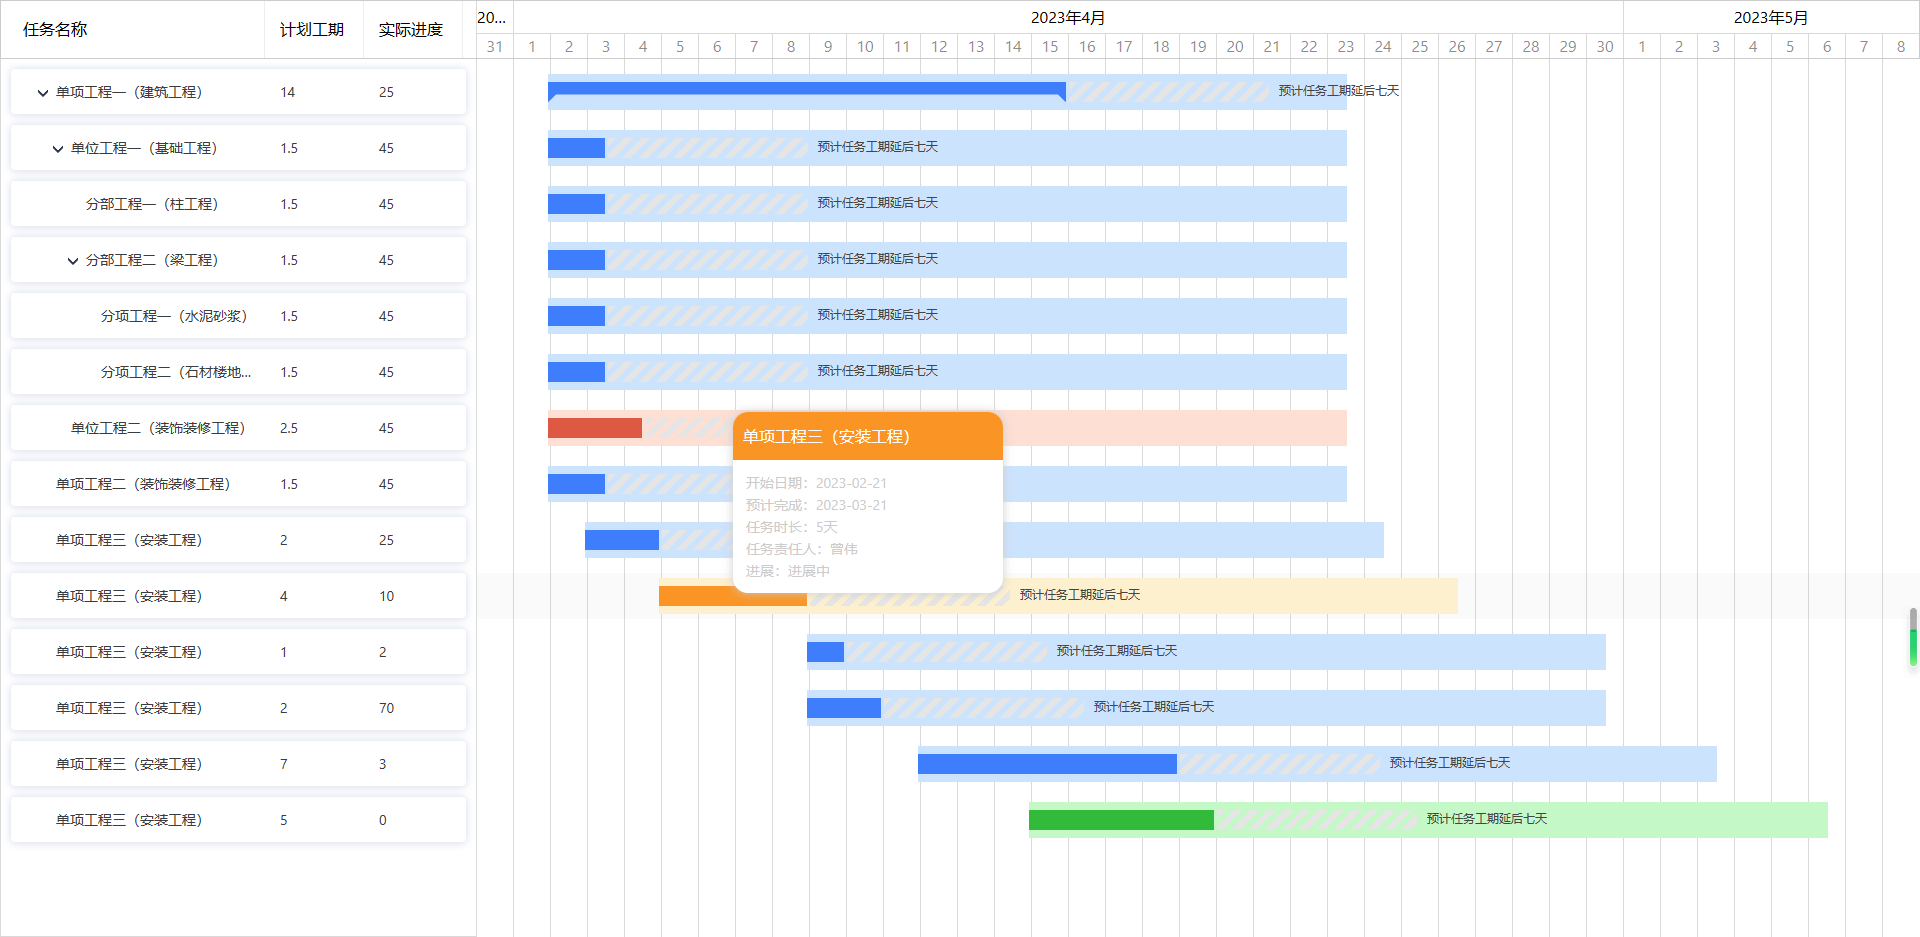 任务名称 计划工期 实际进度
20... 2023年4月 2023年5月
31 1 2 3 4 5 6 7 8 9 10 11 12 13 14 15 16 17 18 19 20 21 22 23 24 25 26 27 28 29 30 1 2 3 4 5 6 7 8
单项工程一（建筑工程） 14 25 预计任务工期延后七天
单位工程一（基础工程） 1.5 45 预计任务工期延后七天
分部工程一（柱工程） 1.5 45 预计任务工期延后七天
分部工程二（梁工程） 1.5 45 预计任务工期延后七天
分项工程一（水泥砂浆） 1.5 45 预计任务工期延后七天
分项工程二（石材楼地... 1.5 45 预计任务工期延后七天
单位工程二（装饰装修工程） 2.5 45
单项工程二（装饰装修工程） 1.5 45
单项工程三（安装工程） 2 25
单项工程三（安装工程） 4 10 预计任务工期延后七天
单项工程三（安装工程） 1 2 预计任务工期延后七天
单项工程三（安装工程） 2 70 预计任务工期延后七天
单项工程三（安装工程） 7 3 预计任务工期延后七天
单项工程三（安装工程） 5 0 预计任务工期延后七天
单项工程三（安装工程）
开始日期：2023-02-21
预计完成：2023-03-21
任务时长：5天
任务责任人：曾伟
进展：进展中